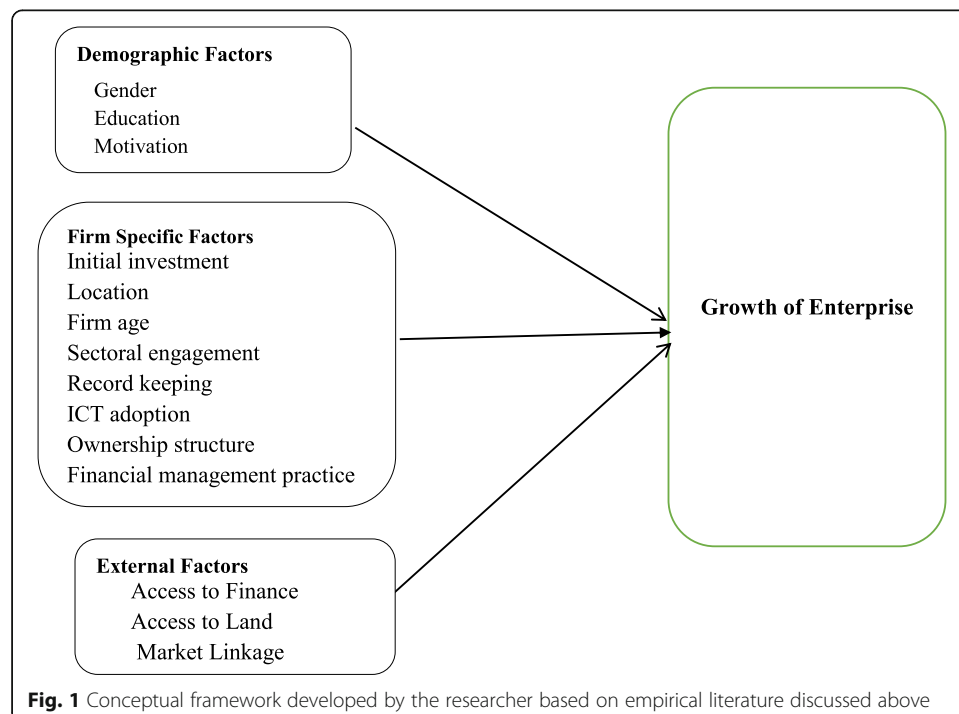 Demographic Factors
Gender
Education
Motivation
Firm Specific Factors
Initial investment
Location
Firm age
Sectoral engagement
Record keeping
ICT adoption
Ownership structure
Financial management practice
External Factors
Access to Finance
Access to Land
Market Linkage
Growth of Enterprise
Fig. 1 Conceptual framework developed by the researcher based on empirical literature discussed above